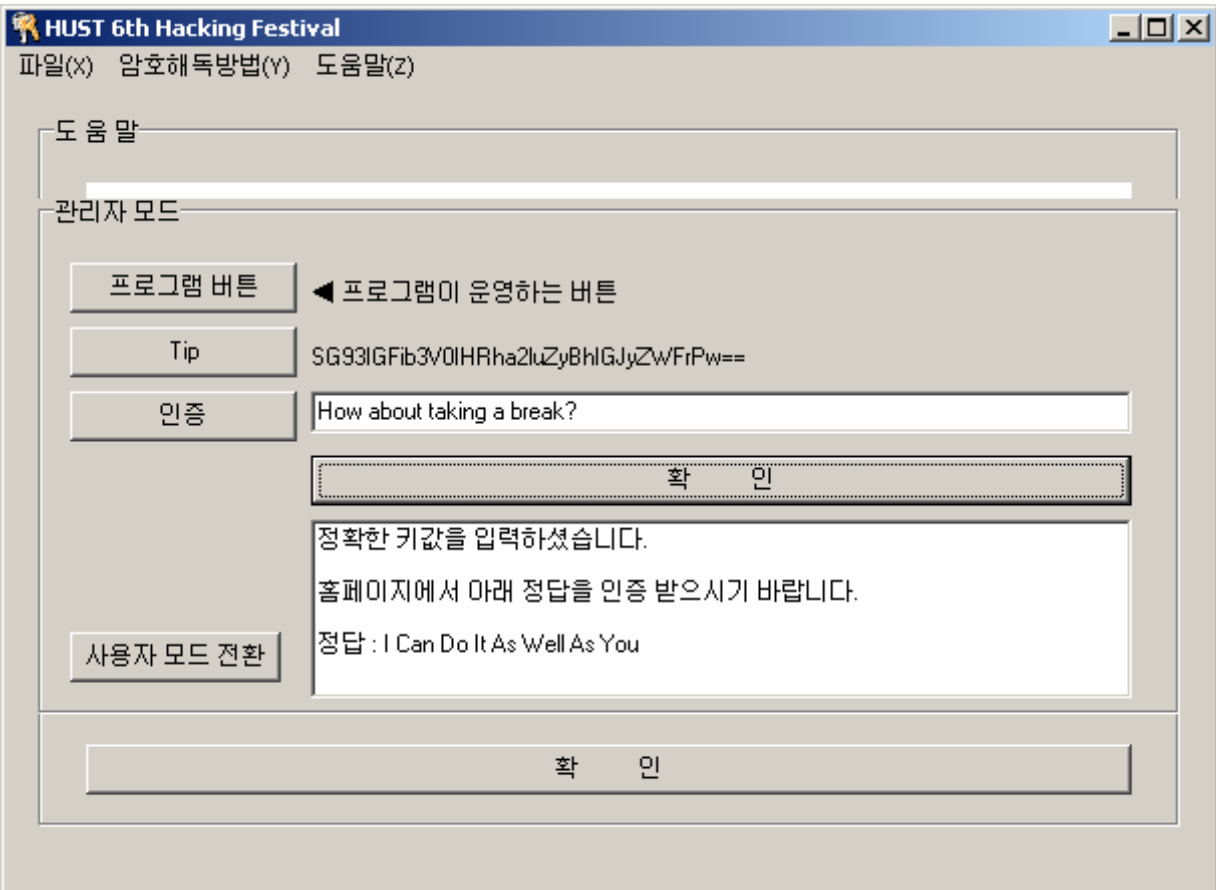 HUST 6th Hacking Festival
파일(X) 암호해독방법(Y) 도움말(Z)
도 움 말
관리자 모드
프로그램 버튼 ◀ 프로그램이 운영하는 버튼
Tip SG93IGFib3V0IHRha2luZyBhIGJyZWFrPw==
인증 How about taking a break?
확 인
정확한 키값을 입력하셨습니다.
홈페이지에서 아래 정답을 인증 받으시기 바랍니다.
정답 : I Can Do It As Well As You
사용자 모드 전환
확 인